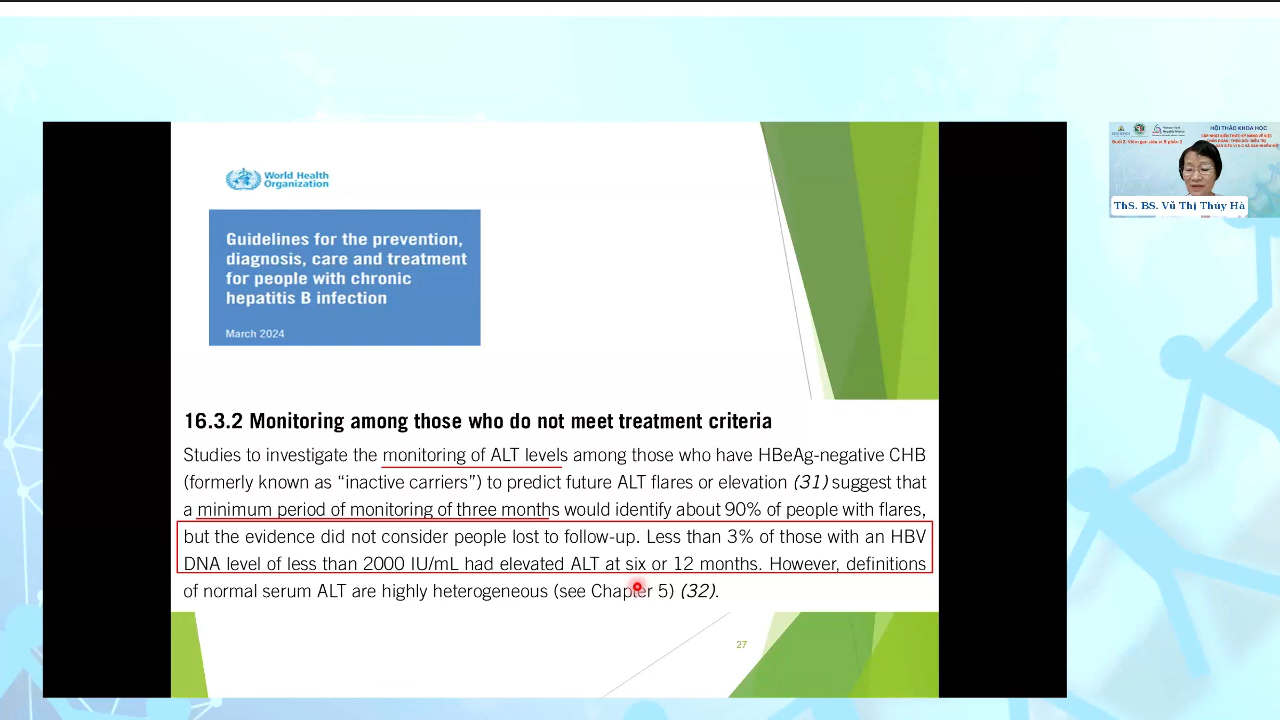 World Health
Organization
Guidelines for the prevention,
diagnosis, care and treatment
for people with chronic
hepatitis B infection
March 2024
16.3.2 Monitoring among those who do not meet treatment criteria
Studies to investigate the monitoring of ALT levels among those who have HBeAg-negative CHB
(formerly known as “inactive carriers”) to predict future ALT flares or elevation (31) suggest that
a minimum period of monitoring of three months would identify about 90% of people with flares,
but the evidence did not consider people lost to follow-up. Less than 3% of those with an HBV
DNA level of less than 2000 IU/mL had elevated ALT at six or 12 months. However, definitions
of normal serum ALT are highly heterogeneous (see Chapter 5) (32).
27
HỘI THẢO KHOA HỌC
ThS. BS. Vũ Thị Thúy Hà